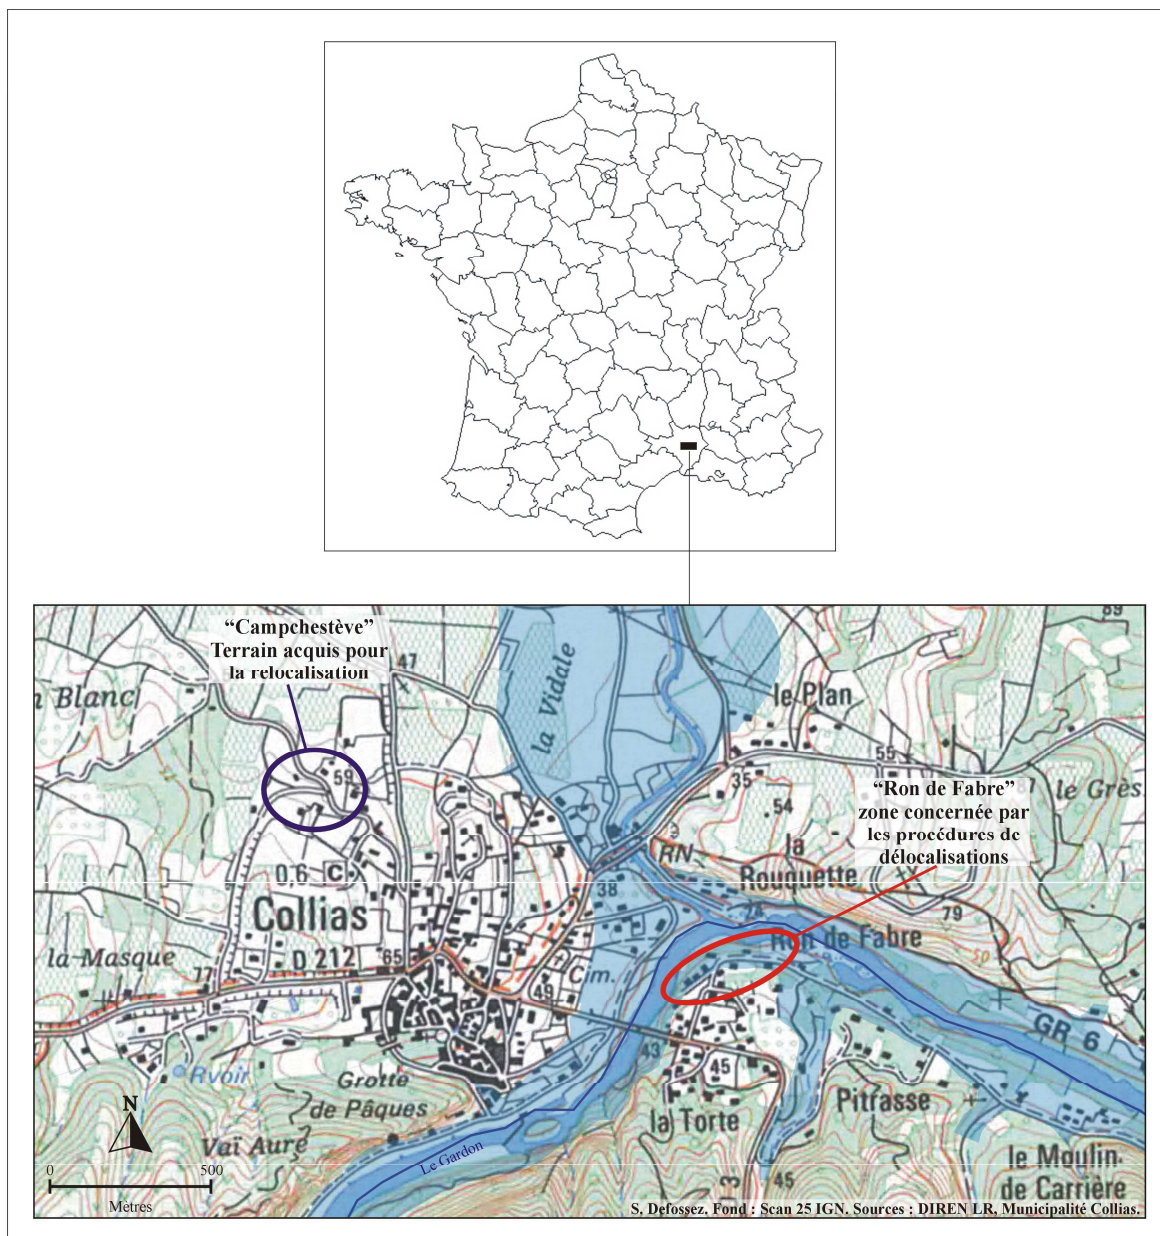 “Campchestève”
Terrain acquis pour
la relocalisation
47
89
Blanc
la Vidale
le Plan
55
59
35
54
“Ron de Fabre”
zone concernée par
les procédures de
délocalisations
le Grès
la
Rouquette
RN
D.6
C.
38
Collias
24
79
Ron de Fabre
la Masque
77
D 212
65
Cim.
49
GR 6
43
45
Rvoir
Grotte
de Pâques
Pitrasse
N
la Torte
Vaï Auré
Le Gardon
le Moulin
de Carrière
45
0
500
Mètres
S. Defossez. Fond : Scan 25 IGN. Sources : DIREN LR, Municipalité Collias.